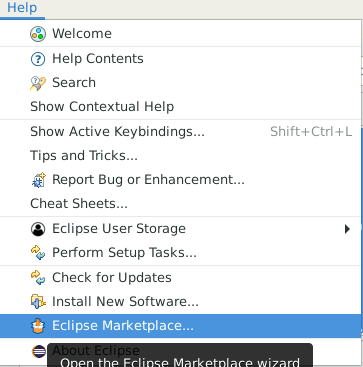 Help
Welcome
Help Contents
Search
Show Contextual Help
Show Active Keybindings... Shift+Ctrl+L
Tips and Tricks...
Report Bug or Enhancement...
Cheat Sheets...
Eclipse User Storage
Perform Setup Tasks...
Check for Updates
Install New Software...
Eclipse Marketplace...
About Eclipse
Open the Eclipse Marketplace wizard